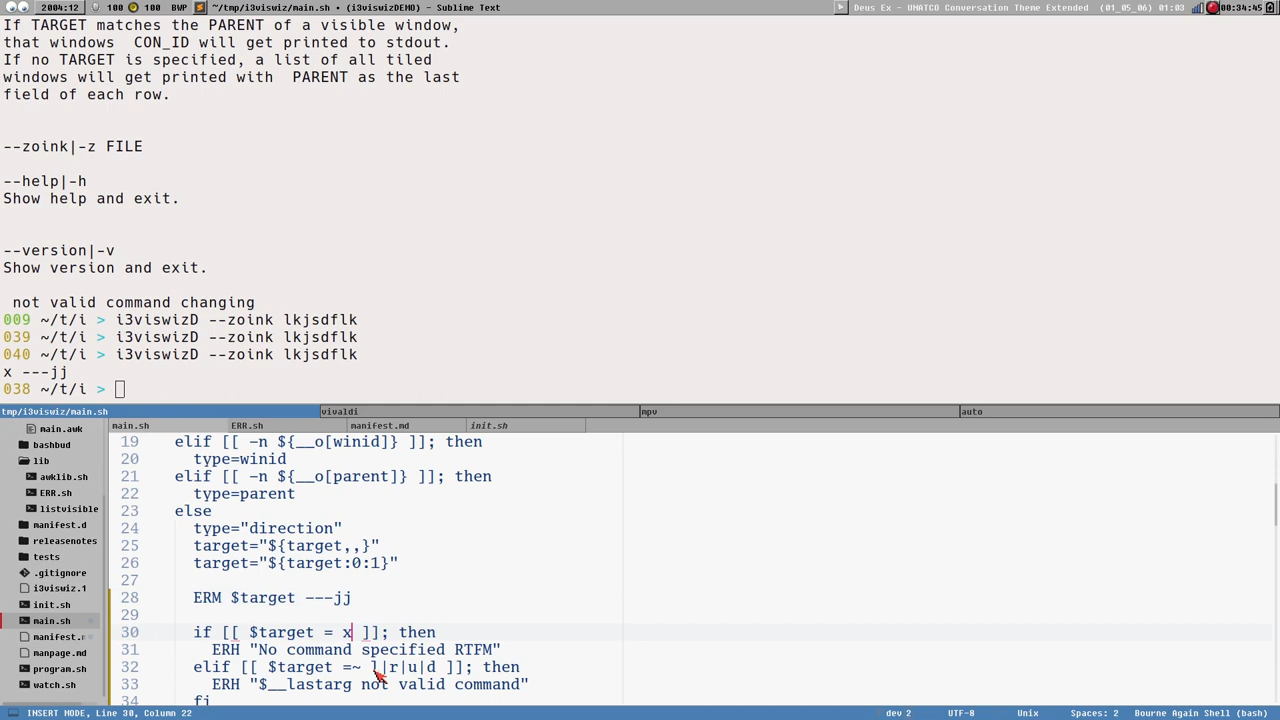 2004:12 100 100 BWP ~/tmp/i3viswiz/main.sh • (i3viswizDEMO) - Sublime Text Deus Ex - UNATCO Conversation Theme Extended (01_05_06) 01:03 00:34:45
If TARGET matches the PARENT of a visible window,
that windows  CON_ID will get printed to stdout.
If no TARGET is specified, a list of all tiled
windows will get printed with  PARENT as the last
field of each row.
--zoink|-z FILE
--help|-h
Show help and exit.
--version|-v
Show version and exit.
not valid command changing
009 ~/t/i > i3viswizD --zoink lkjsdflk
039 ~/t/i > i3viswizD --zoink lkjsdflk
040 ~/t/i > i3viswizD --zoink lkjsdflk
x ---jj
038 ~/t/i >
tmp/i3viswiz/main.sh vivaldi mpv auto
main.sh ERR.sh manifest.md init.sh
main.awk
bashbud
lib
awklib.sh
ERR.sh
listvisible
manifest.d
releasenotes
tests
.gitignore
i3viswiz.1
init.sh
main.sh
manifest.
manpage.md
program.sh
watch.sh
19 elif [[ -n ${__o[winid]} ]]; then
20 type=winid
21 elif [[ -n ${__o[parent]} ]]; then
22 type=parent
23 else
24 type="direction"
25 target="${target,,}"
26 target="${target:0:1}"
27
28 ERM $target ---jj
29
30 if [[ $target = x ]]; then
31 ERH "No command specified RTFM"
32 elif [[ $target =~ l|r|u|d ]]; then
33 ERH "$__lastarg not valid command"
34 fi
INSERT MODE, Line 30, Column 22 dev 2 UTF-8 Unix Spaces: 2 Bourne Again Shell (bash)